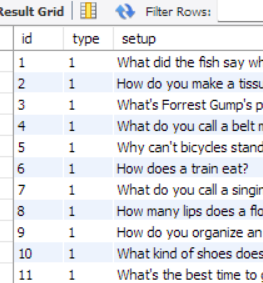 Result Grid Filter Rows:
id type setup
1 1 What did the fish say
2 1 How do you make a
3 1 What's Forrest Gump's
4 1 What do you call a belt
5 1 Why can't bicycles stand
6 1 How does a train eat?
7 1 What do you call a
8 1 How many lips does a
9 1 How do you organize an
10 1 What kind of shoes does
11 1 What's the best time to